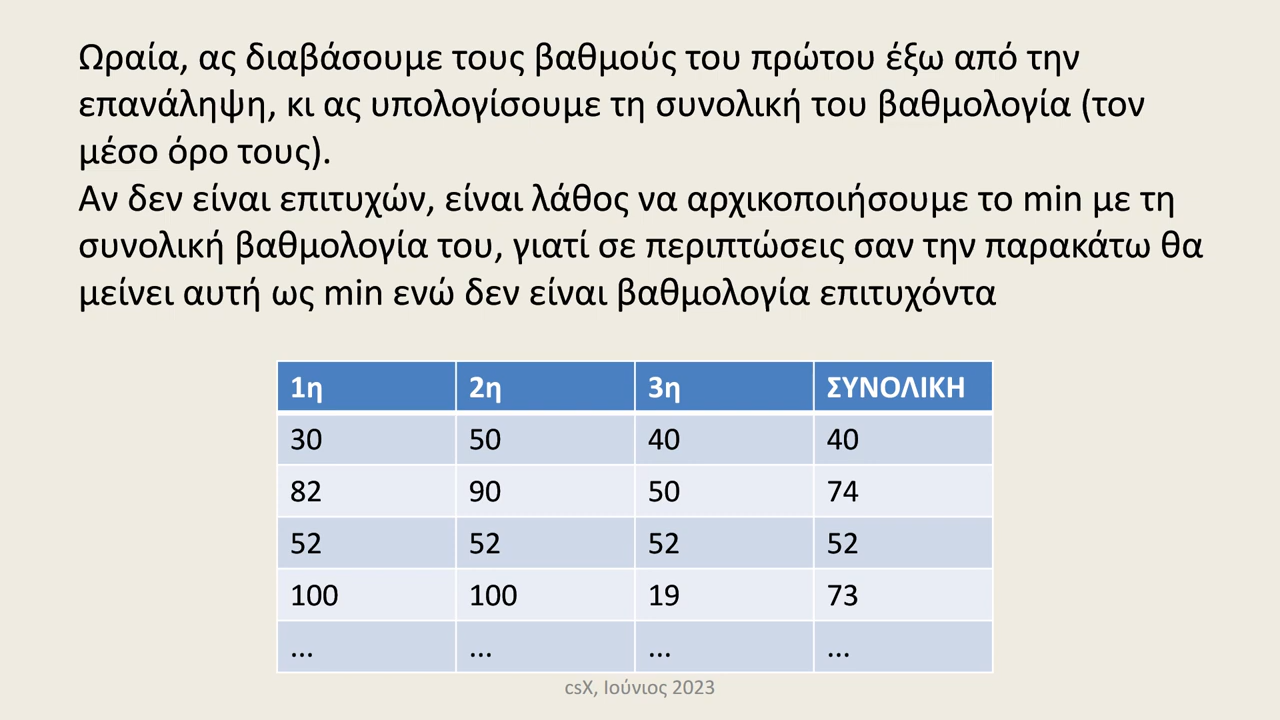 Ωραία, ας διαβάσουμε τους βαθμούς του πρώτου έξω από την
επανάληψη, κι ας υπολογίσουμε τη συνολική του βαθμολογία (τον
μέσο όρο τους).
Αν δεν είναι επιτυχών, είναι λάθος να αρχικοποιήσουμε το min με τη
συνολική βαθμολογία του, γιατί σε περιπτώσεις σαν την παρακάτω θα
μείνει αυτή ως min ενώ δεν είναι βαθμολογία επιτυχόντα
1η 2η 3η ΣΥΝΟΛΙΚΗ
30 50 40 40
82 90 50 74
52 52 52 52
100 100 19 73
... ... ... ...
csX, Ιούνιος 2023